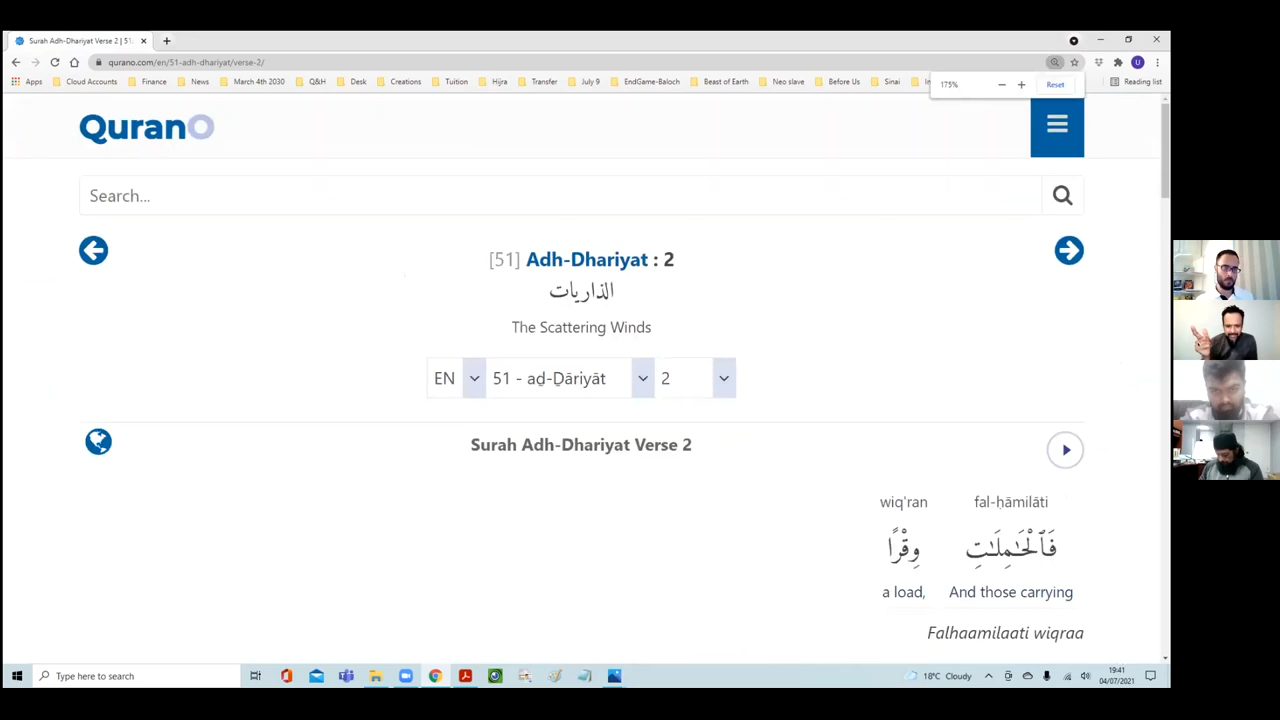 Surah Adh-Dhariyat Verse 2 | 51
qurano.com/en/51-adh-dhariyat/verse-2/
Apps Cloud Accounts Finance News March 4th 2030 Q&H Desk Creations Tuition Hijra Transfer July 9 EndGame-Baloch Beast of Earth Neo slave Before Us Sinai Reading list
175% Reset
QuranO
Search...
[51] Adh-Dhariyat : 2
الذاريات
The Scattering Winds
EN 51 - aḏ-Ḏāriyāt 2
Surah Adh-Dhariyat Verse 2
wiq'ran fal-ḥāmilāti
فَٱلْحَـٰمِلَـٰتِ وِقْرًا
a load, And those carrying
Falhaamilaati wiqraa
Type here to search
18°C Cloudy
19:41
04/07/2021